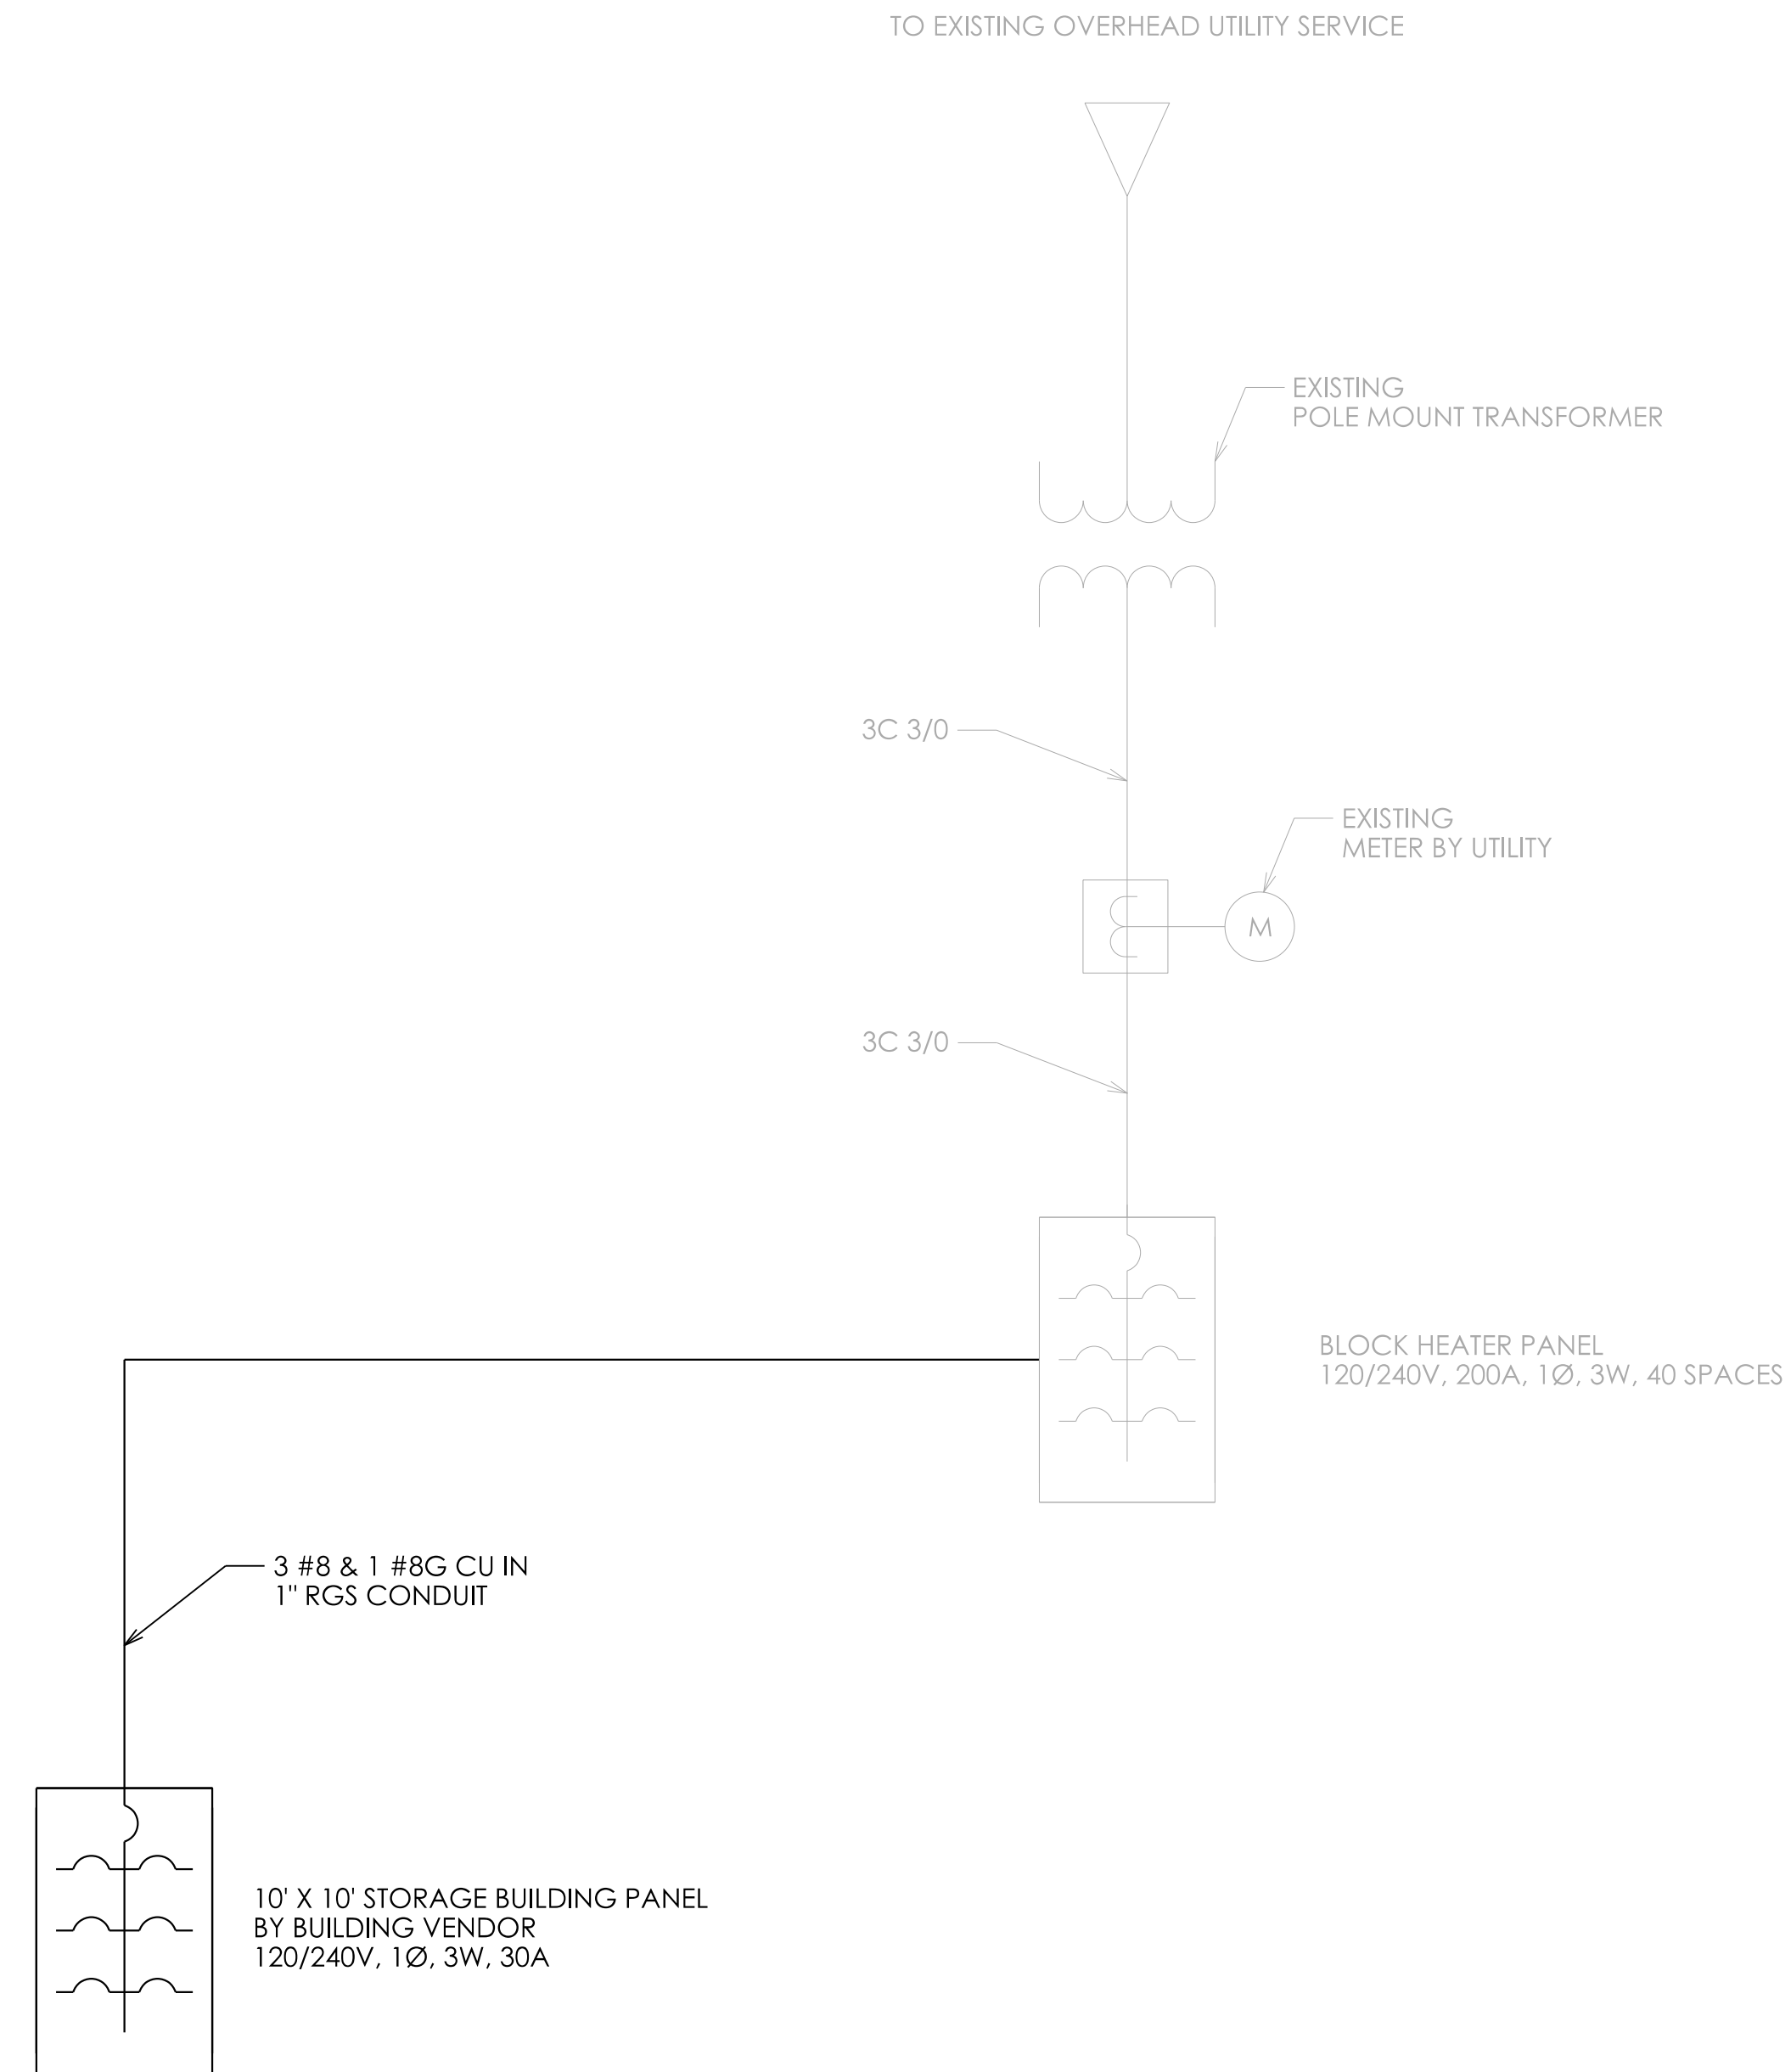 TO EXISTING OVERHEAD UTILITY SERVICE
EXISTING
POLE MOUNT TRANSFORMER
3C 3/0
EXISTING
METER BY UTILITY
M
3C 3/0
BLOCK HEATER PANEL
120/240V, 200A, 1Ø, 3W, 40 SPACES
3 #8 & 1 #8G CU IN
1" RGS CONDUIT
10' X 10' STORAGE BUILDING PANEL
BY BUILDING VENDOR
120/240V, 1Ø, 3W, 30A